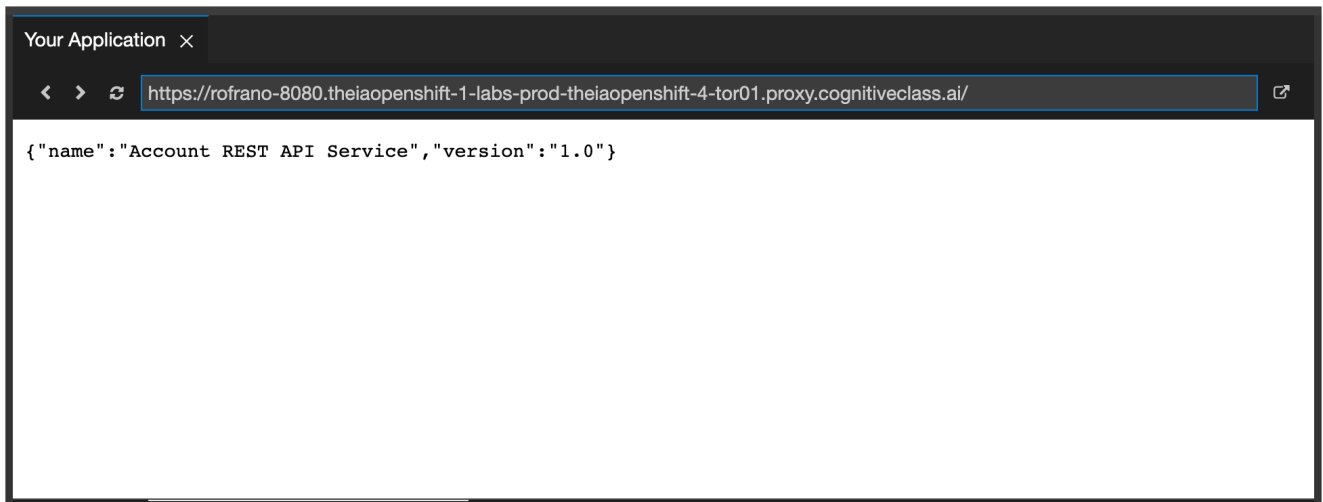 Your Application
https://rofrano-8080.theiaopenshift-1-labs-prod-theiaopenshift-4-tor01.proxy.cognitiveclass.ai/
{"name":"Account REST API Service","version":"1.0"}